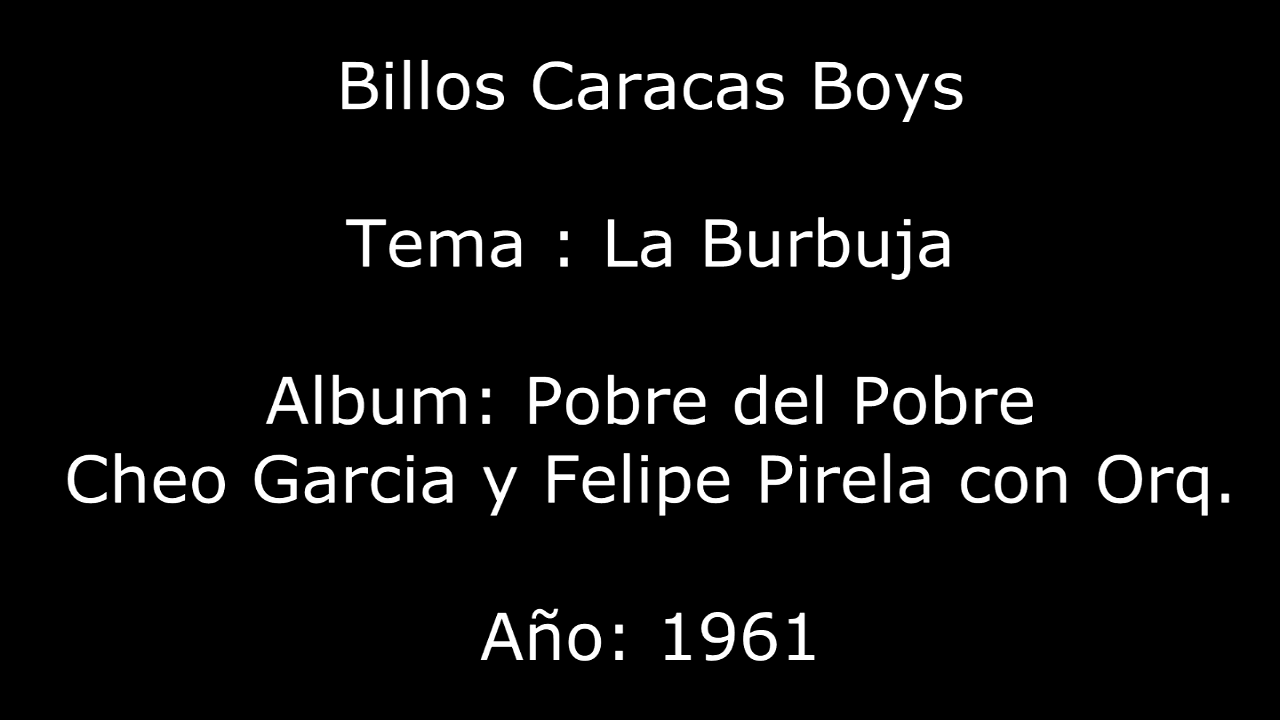 Billos Caracas Boys
Tema : La Burbuja
Album: Pobre del Pobre
Cheo Garcia y Felipe Pirela con Orq.
Año: 1961